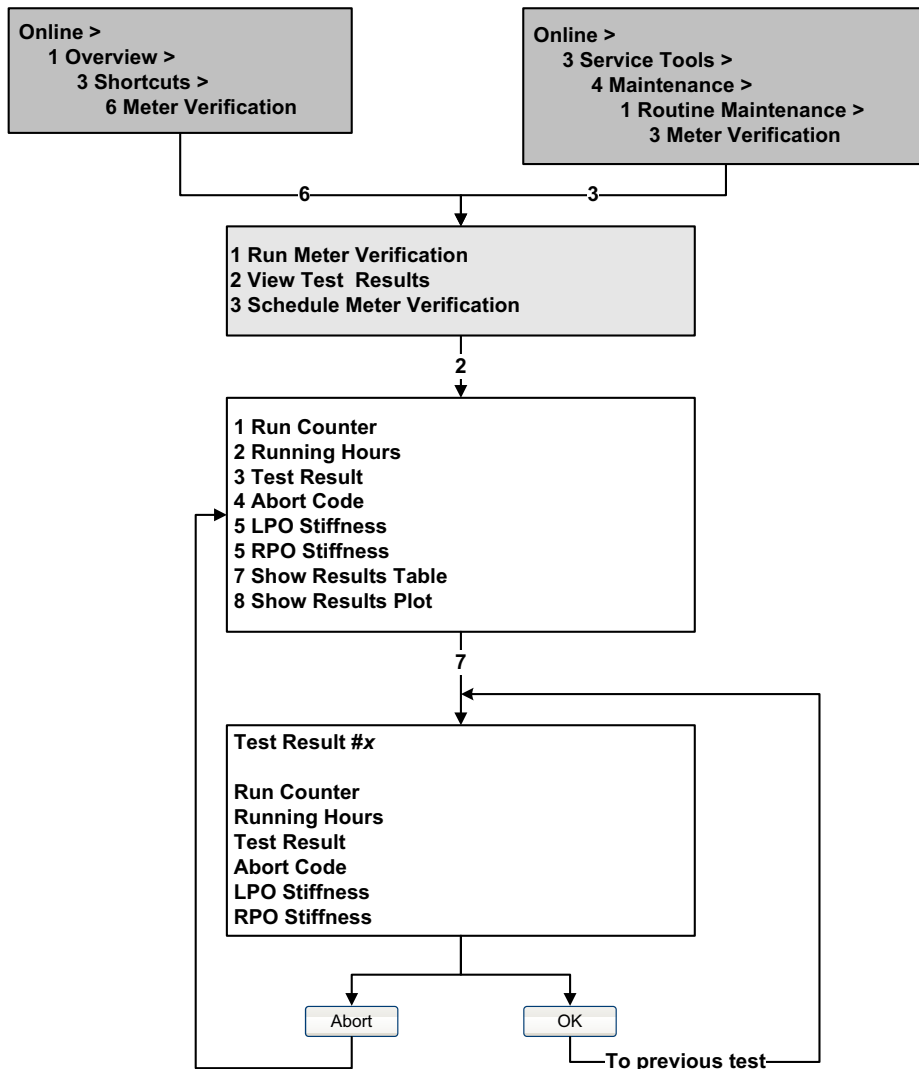 Online >
1 Overview >
3 Shortcuts >
6 Meter Verification
Online >
3 Service Tools >
4 Maintenance >
1 Routine Maintenance >
3 Meter Verification
6
3
1 Run Meter Verification
2 View Test Results
3 Schedule Meter Verification
2
1 Run Counter
2 Running Hours
3 Test Result
4 Abort Code
5 LPO Stiffness
5 RPO Stiffness
7 Show Results Table
8 Show Results Plot
7
Test Result #x
Run Counter
Running Hours
Test Result
Abort Code
LPO Stiffness
RPO Stiffness
Abort
OK
To previous test